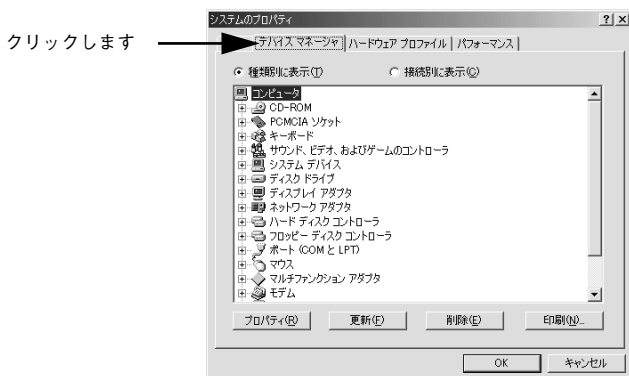 システムのプロパティ
? ×
クリックします
デバイス マネージャ ハードウェア プロファイル パフォーマンス
種類別に表示(T) 接続別に表示(C)
コンピュータ
CD-ROM
PCMCIA ソケット
キーボード
サウンド、ビデオ、およびゲームのコントローラ
システム デバイス
ディスク ドライブ
ディスプレイ アダプタ
ネットワーク アダプタ
ハード ディスク コントローラ
フロッピー ディスク コントローラ
ポート (COM と LPT)
マウス
マルチファンクション アダプタ
モデム
プロパティ(R) 更新(F) 削除(E) 印刷(N)...
OK キャンセル